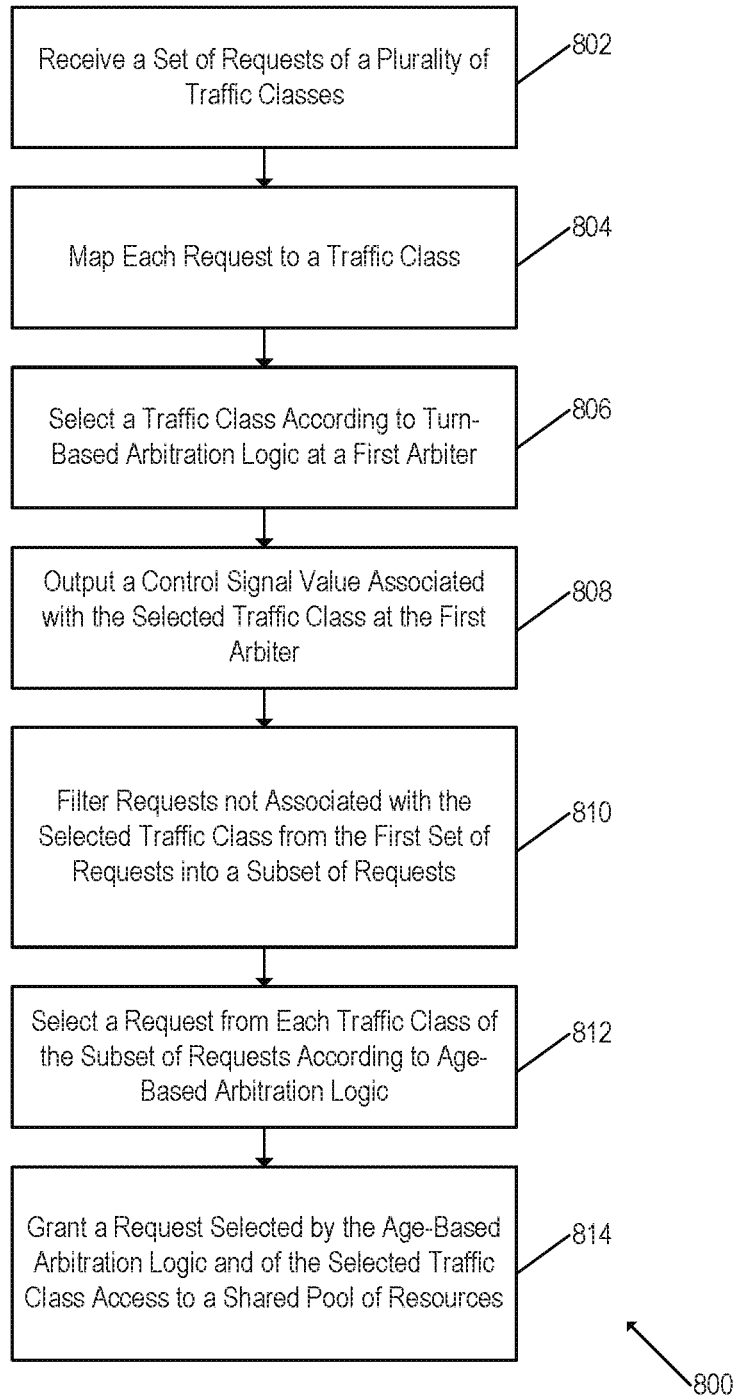 Receive a Set of Requests of a Plurality of
Traffic Classes
802
Map Each Request to a Traffic Class
804
Select a Traffic Class According to Turn-
Based Arbitration Logic at a First Arbiter
806
Output a Control Signal Value Associated
with the Selected Traffic Class at the First
Arbiter
808
Filter Requests not Associated with the
Selected Traffic Class from the First Set of
Requests into a Subset of Requests
810
Select a Request from Each Traffic Class of
the Subset of Requests According to Age-
Based Arbitration Logic
812
Grant a Request Selected by the Age-Based
Arbitration Logic and of the Selected Traffic
Class Access to a Shared Pool of Resources
814
800